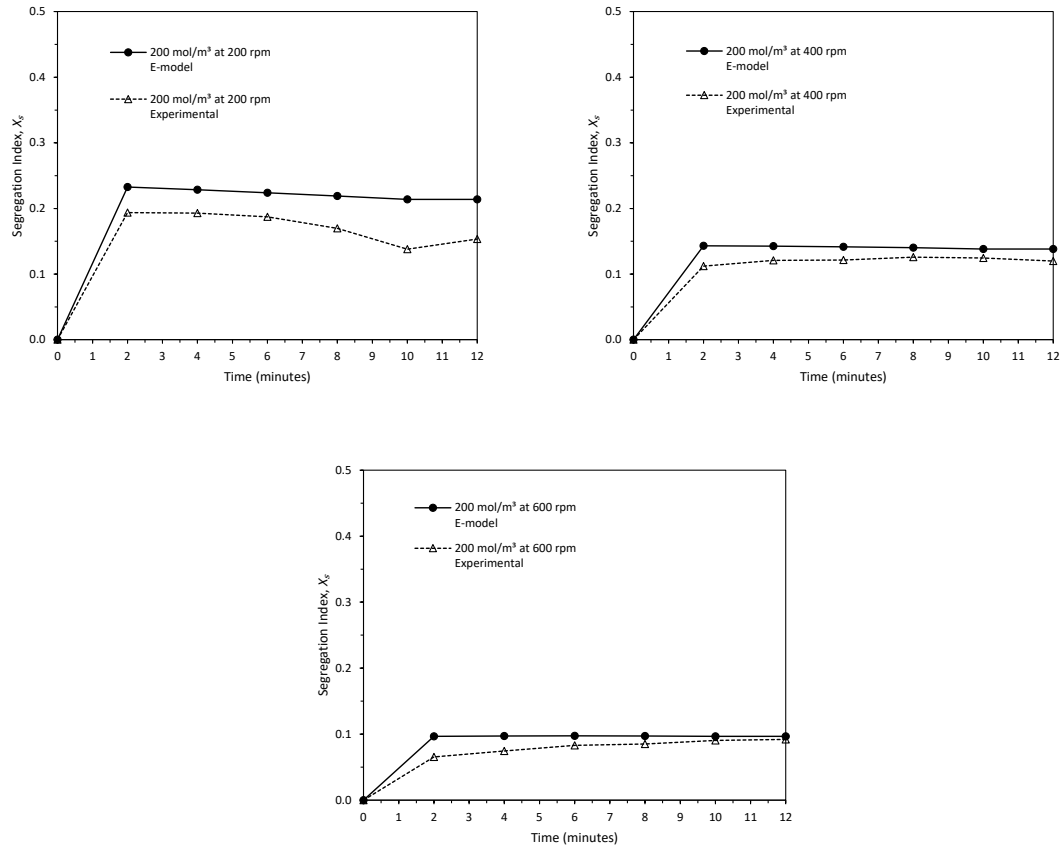 0.5
200 mol/m³ at 200 rpm
E-model
0.4
200 mol/m³ at 200 rpm
Experimental
Segregation Index, Xs
0.3
0.2
0.1
0.0
0 1 2 3 4 5 6 7 8 9 10 11 12
Time (minutes)
0.5
200 mol/m³ at 400 rpm
E-model
0.4
200 mol/m³ at 400 rpm
Experimental
Segregation Index, Xs
0.3
0.2
0.1
0.0
0 1 2 3 4 5 6 7 8 9 10 11 12
Time (minutes)
0.5
200 mol/m³ at 600 rpm
E-model
0.4
200 mol/m³ at 600 rpm
Experimental
Segregation Index, Xs
0.3
0.2
0.1
0.0
0 1 2 3 4 5 6 7 8 9 10 11 12
Time (minutes)